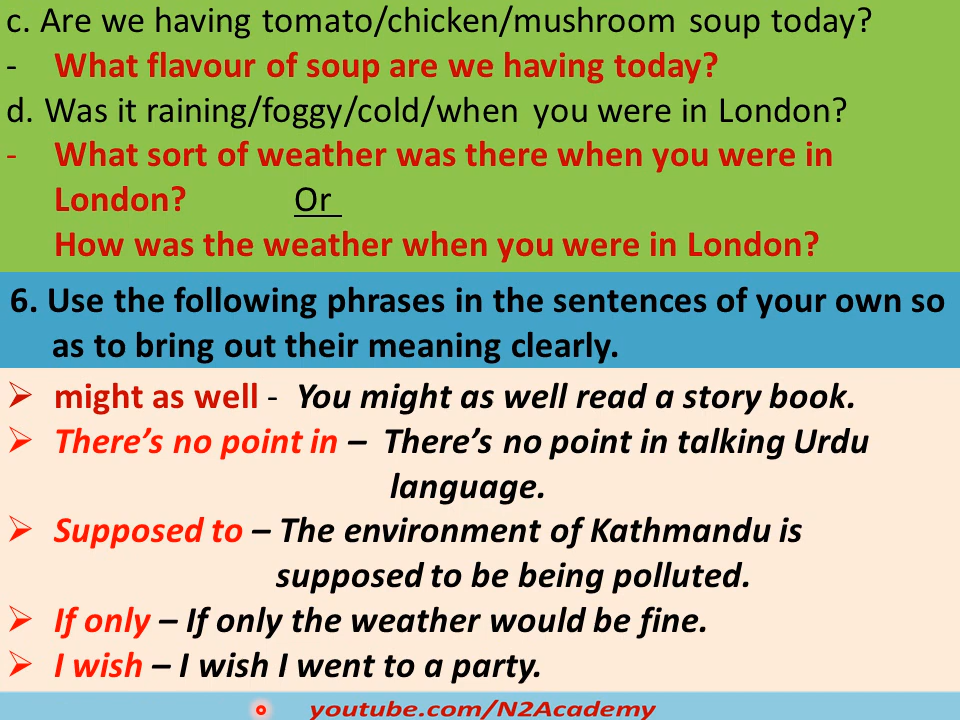 c. Are we having tomato/chicken/mushroom soup today?
- What flavour of soup are we having today?
d. Was it raining/foggy/cold/when you were in London?
- What sort of weather was there when you were in
London? Or
How was the weather when you were in London?
6. Use the following phrases in the sentences of your own so
as to bring out their meaning clearly.
➢ might as well - You might as well read a story book.
➢ There’s no point in – There’s no point in talking Urdu
language.
➢ Supposed to – The environment of Kathmandu is
supposed to be being polluted.
➢ If only – If only the weather would be fine.
➢ I wish – I wish I went to a party.
youtube.com/N2Academy